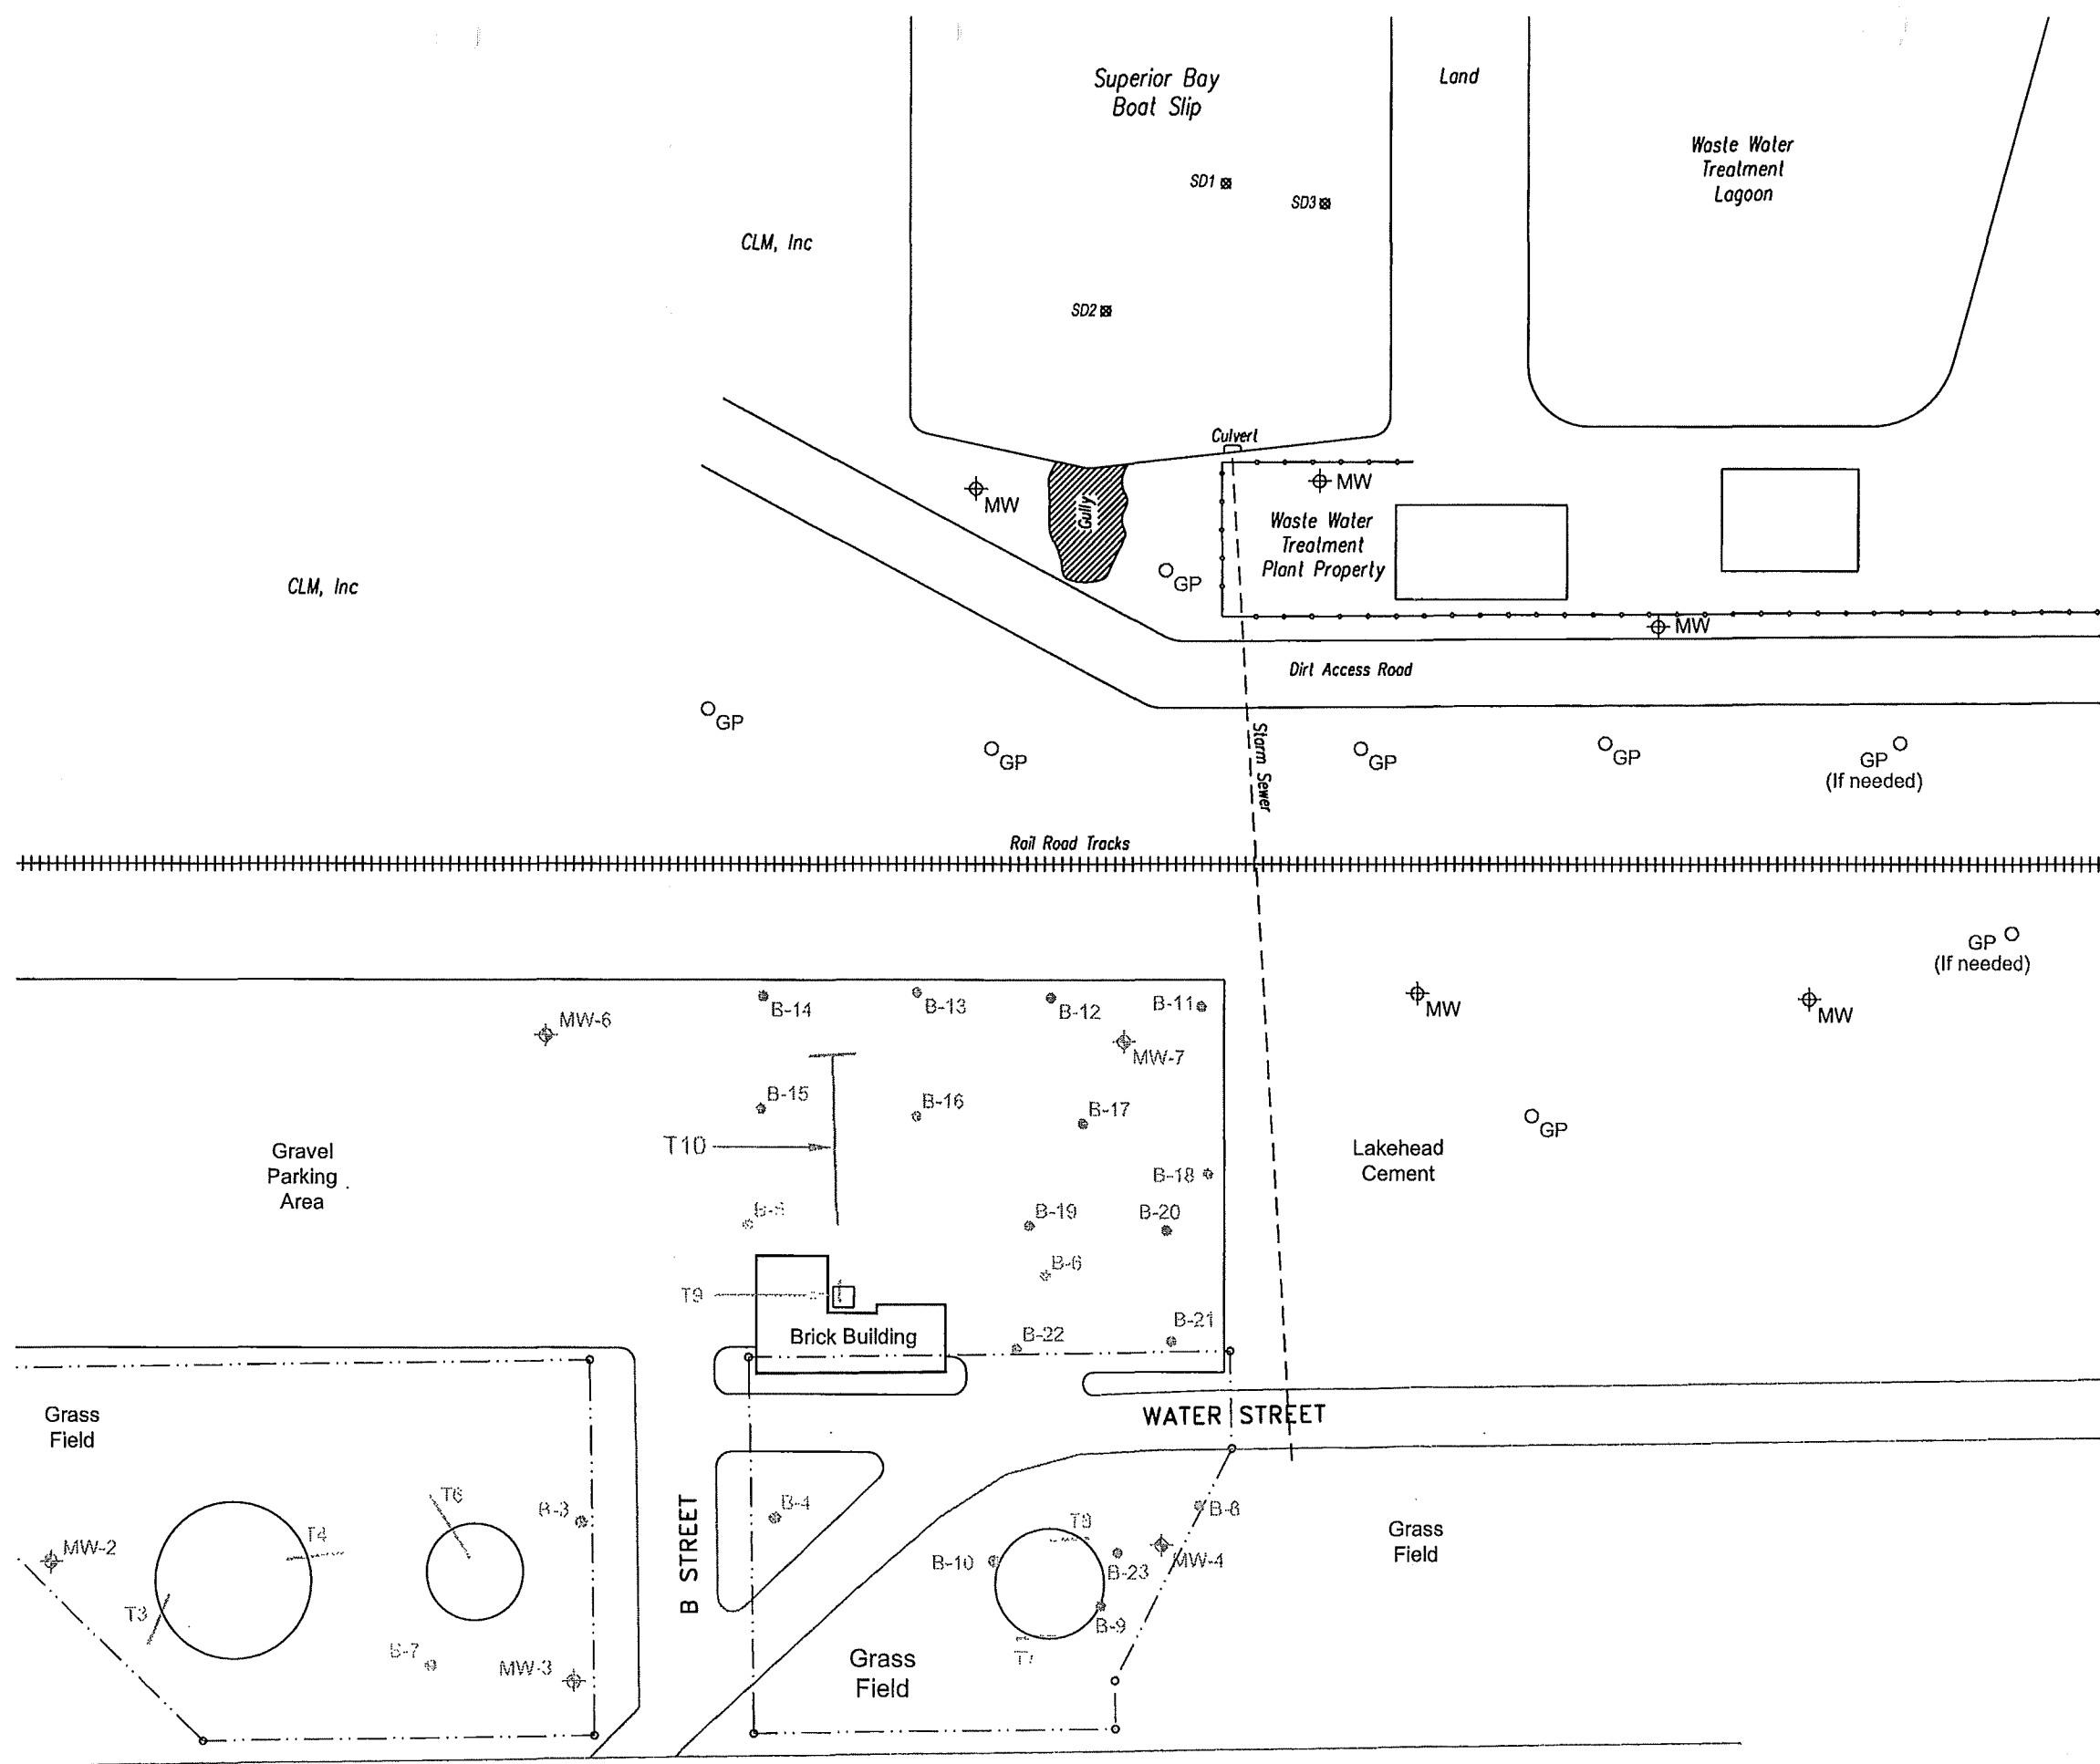 Superior Bay
Boat Slip
Land
Waste Water
Treatment
Lagoon
SD1
SD3
CLM, Inc
SD2
Culvert
MW
MW
Gully
Waste Water
Treatment
Plant Property
GP
CLM, Inc
MW
Dirt Access Road
GP
GP
Storm Sewer
GP
GP
GP
(If needed)
Rail Road Tracks
GP
(If needed)
B-14
B-13
B-12
B-11
MW
MW
MW-6
MW-7
B-15
B-16
B-17
GP
T10
Gravel
Parking
Area
Lakehead
Cement
B-18
B-19
B-20
B-6
T9
Brick Building
B-22
B-21
Grass
Field
WATER STREET
T6
B-3
B-4
B-8
T4
MW-2
B STREET
T8
Grass
Field
B-10
B-23
MW-4
T3
B-9
B-7
MW-3
T7
Grass
Field